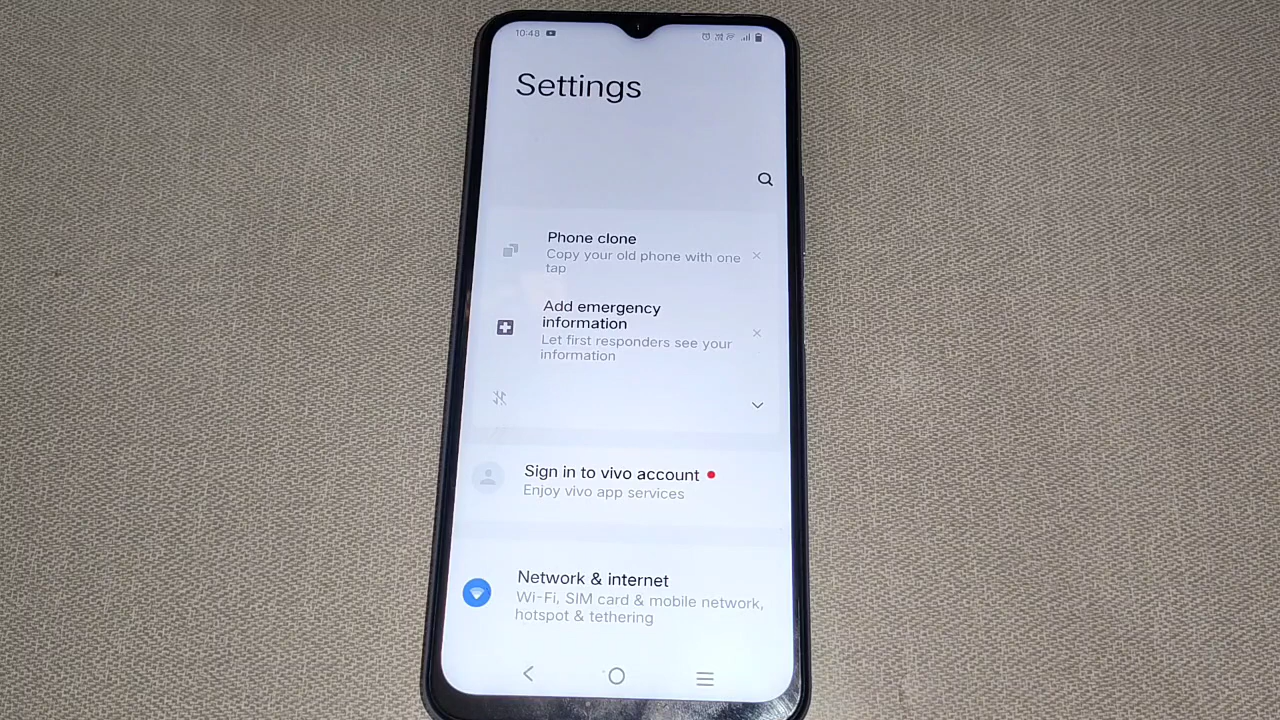 10:48
Settings
Phone clone
Copy your old phone with one
tap
Add emergency
information
Let first responders see your
information
Sign in to vivo account
Enjoy vivo app services
Network & internet
Wi-Fi, SIM card & mobile network,
hotspot & tethering